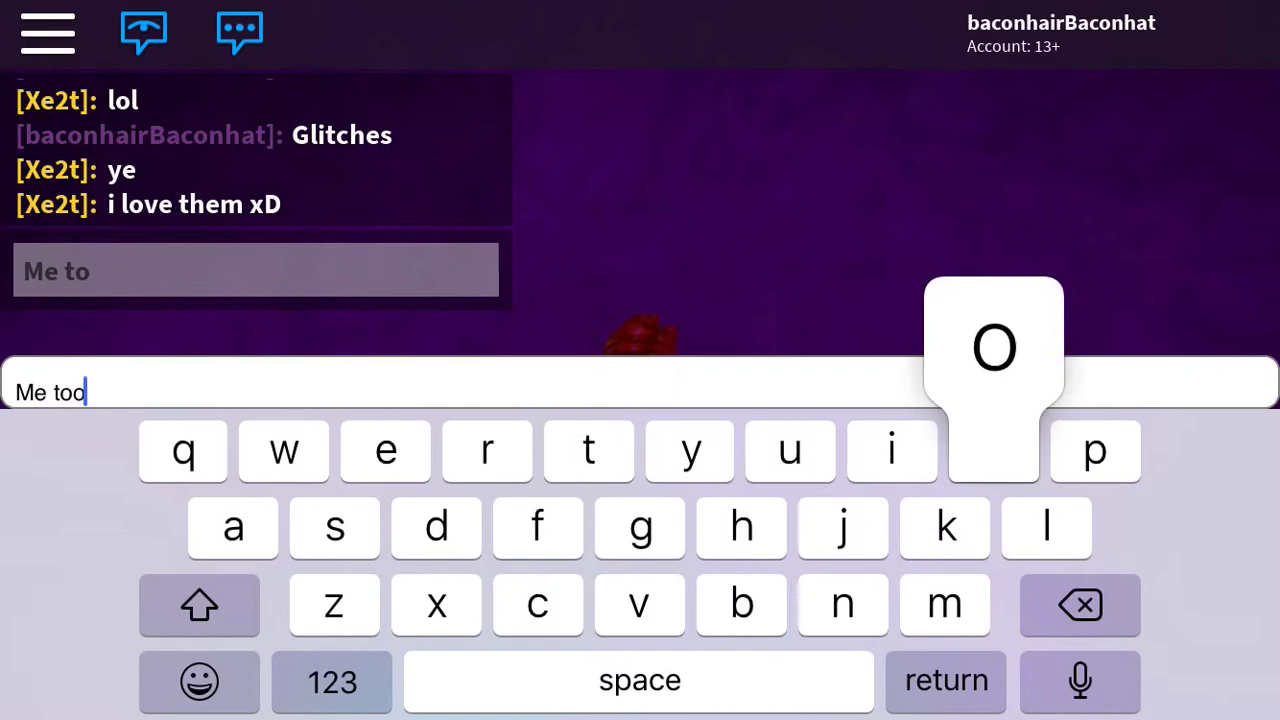 baconhairBaconhat
Account: 13+
[Xe2t]: lol
[baconhairBaconhat]: Glitches
[Xe2t]: ye
[Xe2t]: i love them xD
Me to
Me too
O
q w e r t y u i p
a s d f g h j k l
z x c v b n m
123 space return